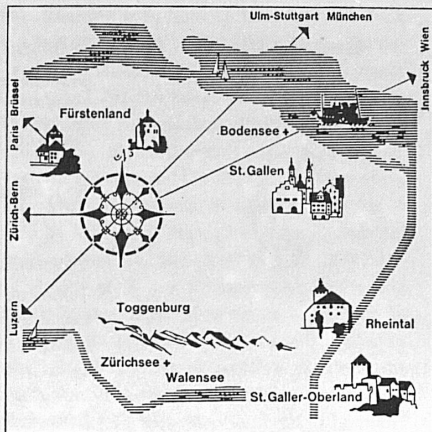 Ulm-Stuttgart München
Innsbruck Wien
Paris Brüssel
Fürstenland
Bodensee +
St.Gallen
Zürich-Bern
Luzern
Toggenburg
Rheintal
Zürichsee +
Walensee
St.Galler-Oberland